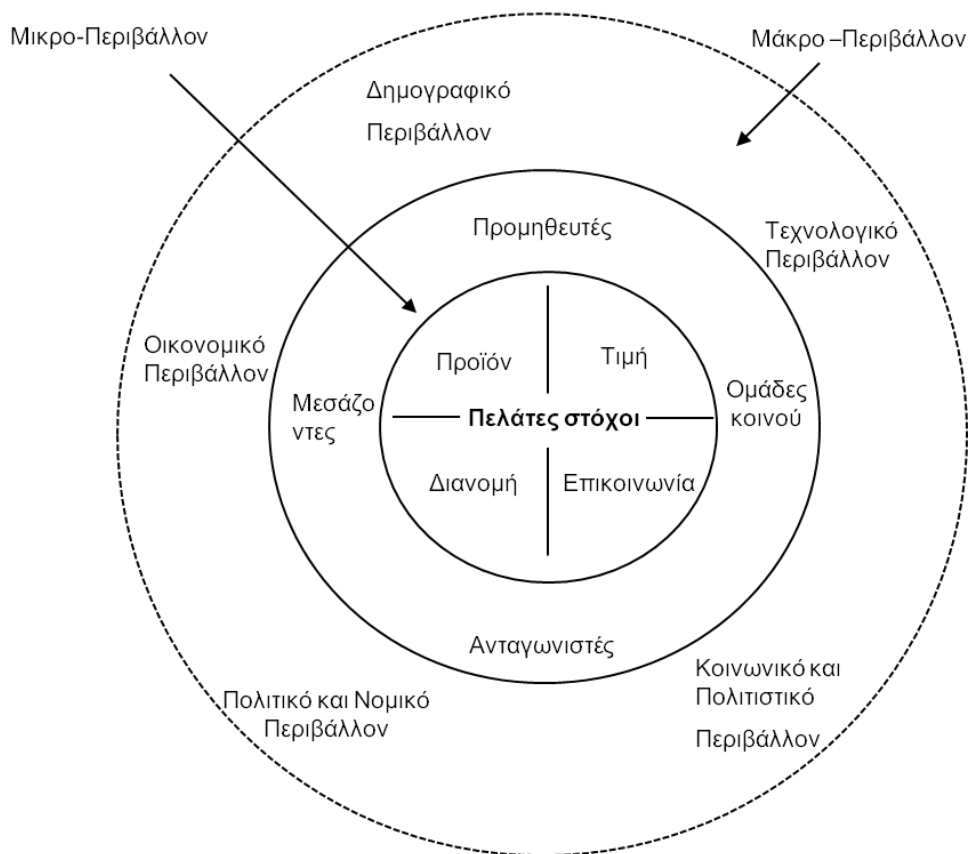 Μικρο-Περιβάλλον
Μάκρο –Περιβάλλον
Δημογραφικό
Περιβάλλον
Προμηθευτές
Τεχνολογικό
Περιβάλλον
Οικονομικό
Περιβάλλον
Προϊόν
Τιμή
Μεσάζο
ντες
Πελάτες στόχοι
Ομάδες
κοινού
Διανομή
Επικοινωνία
Ανταγωνιστές
Πολιτικό και Νομικό
Περιβάλλον
Κοινωνικό και
Πολιτιστικό
Περιβάλλον